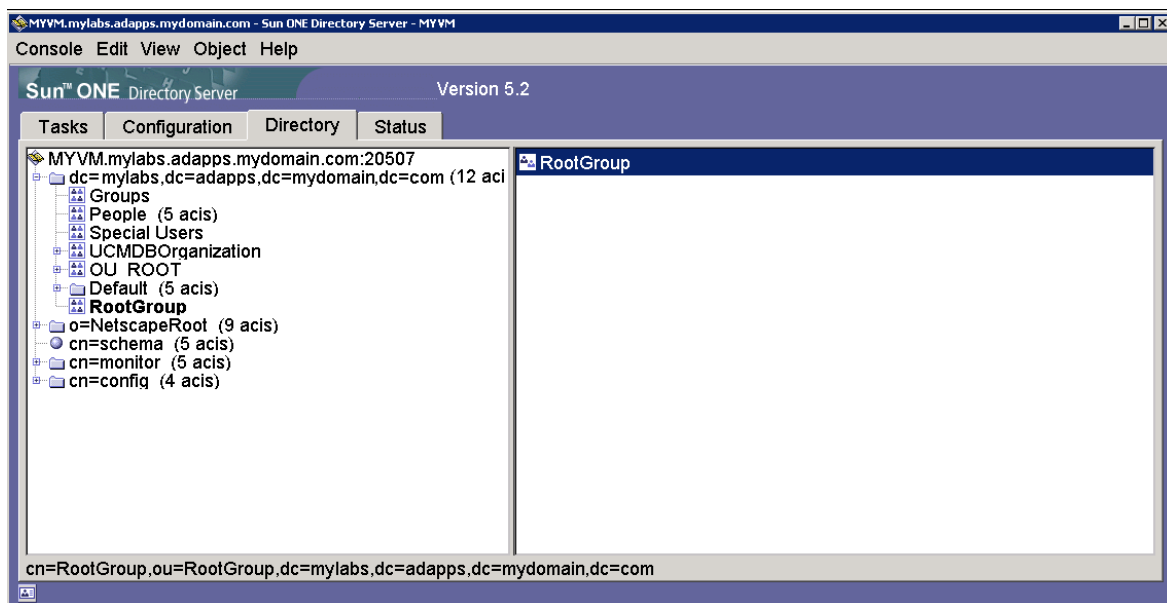 MYVM.mylabs.adapps.mydomain.com - Sun ONE Directory Server - MYVM
Console Edit View Object Help
Sun™ ONE Directory Server
Version 5.2
Tasks Configuration Directory Status
MYVM.mylabs.adapps.mydomain.com:20507
dc=mylabs,dc=adapps,dc=mydomain,dc=com (12 aci
Groups
People (5 acis)
Special Users
UCMDBOrganization
OU_ROOT
Default (5 acis)
RootGroup
o=NetscapeRoot (9 acis)
cn=schema (5 acis)
cn=monitor (5 acis)
cn=config (4 acis)
RootGroup
cn=RootGroup,ou=RootGroup,dc=mylabs,dc=adapps,dc=mydomain,dc=com